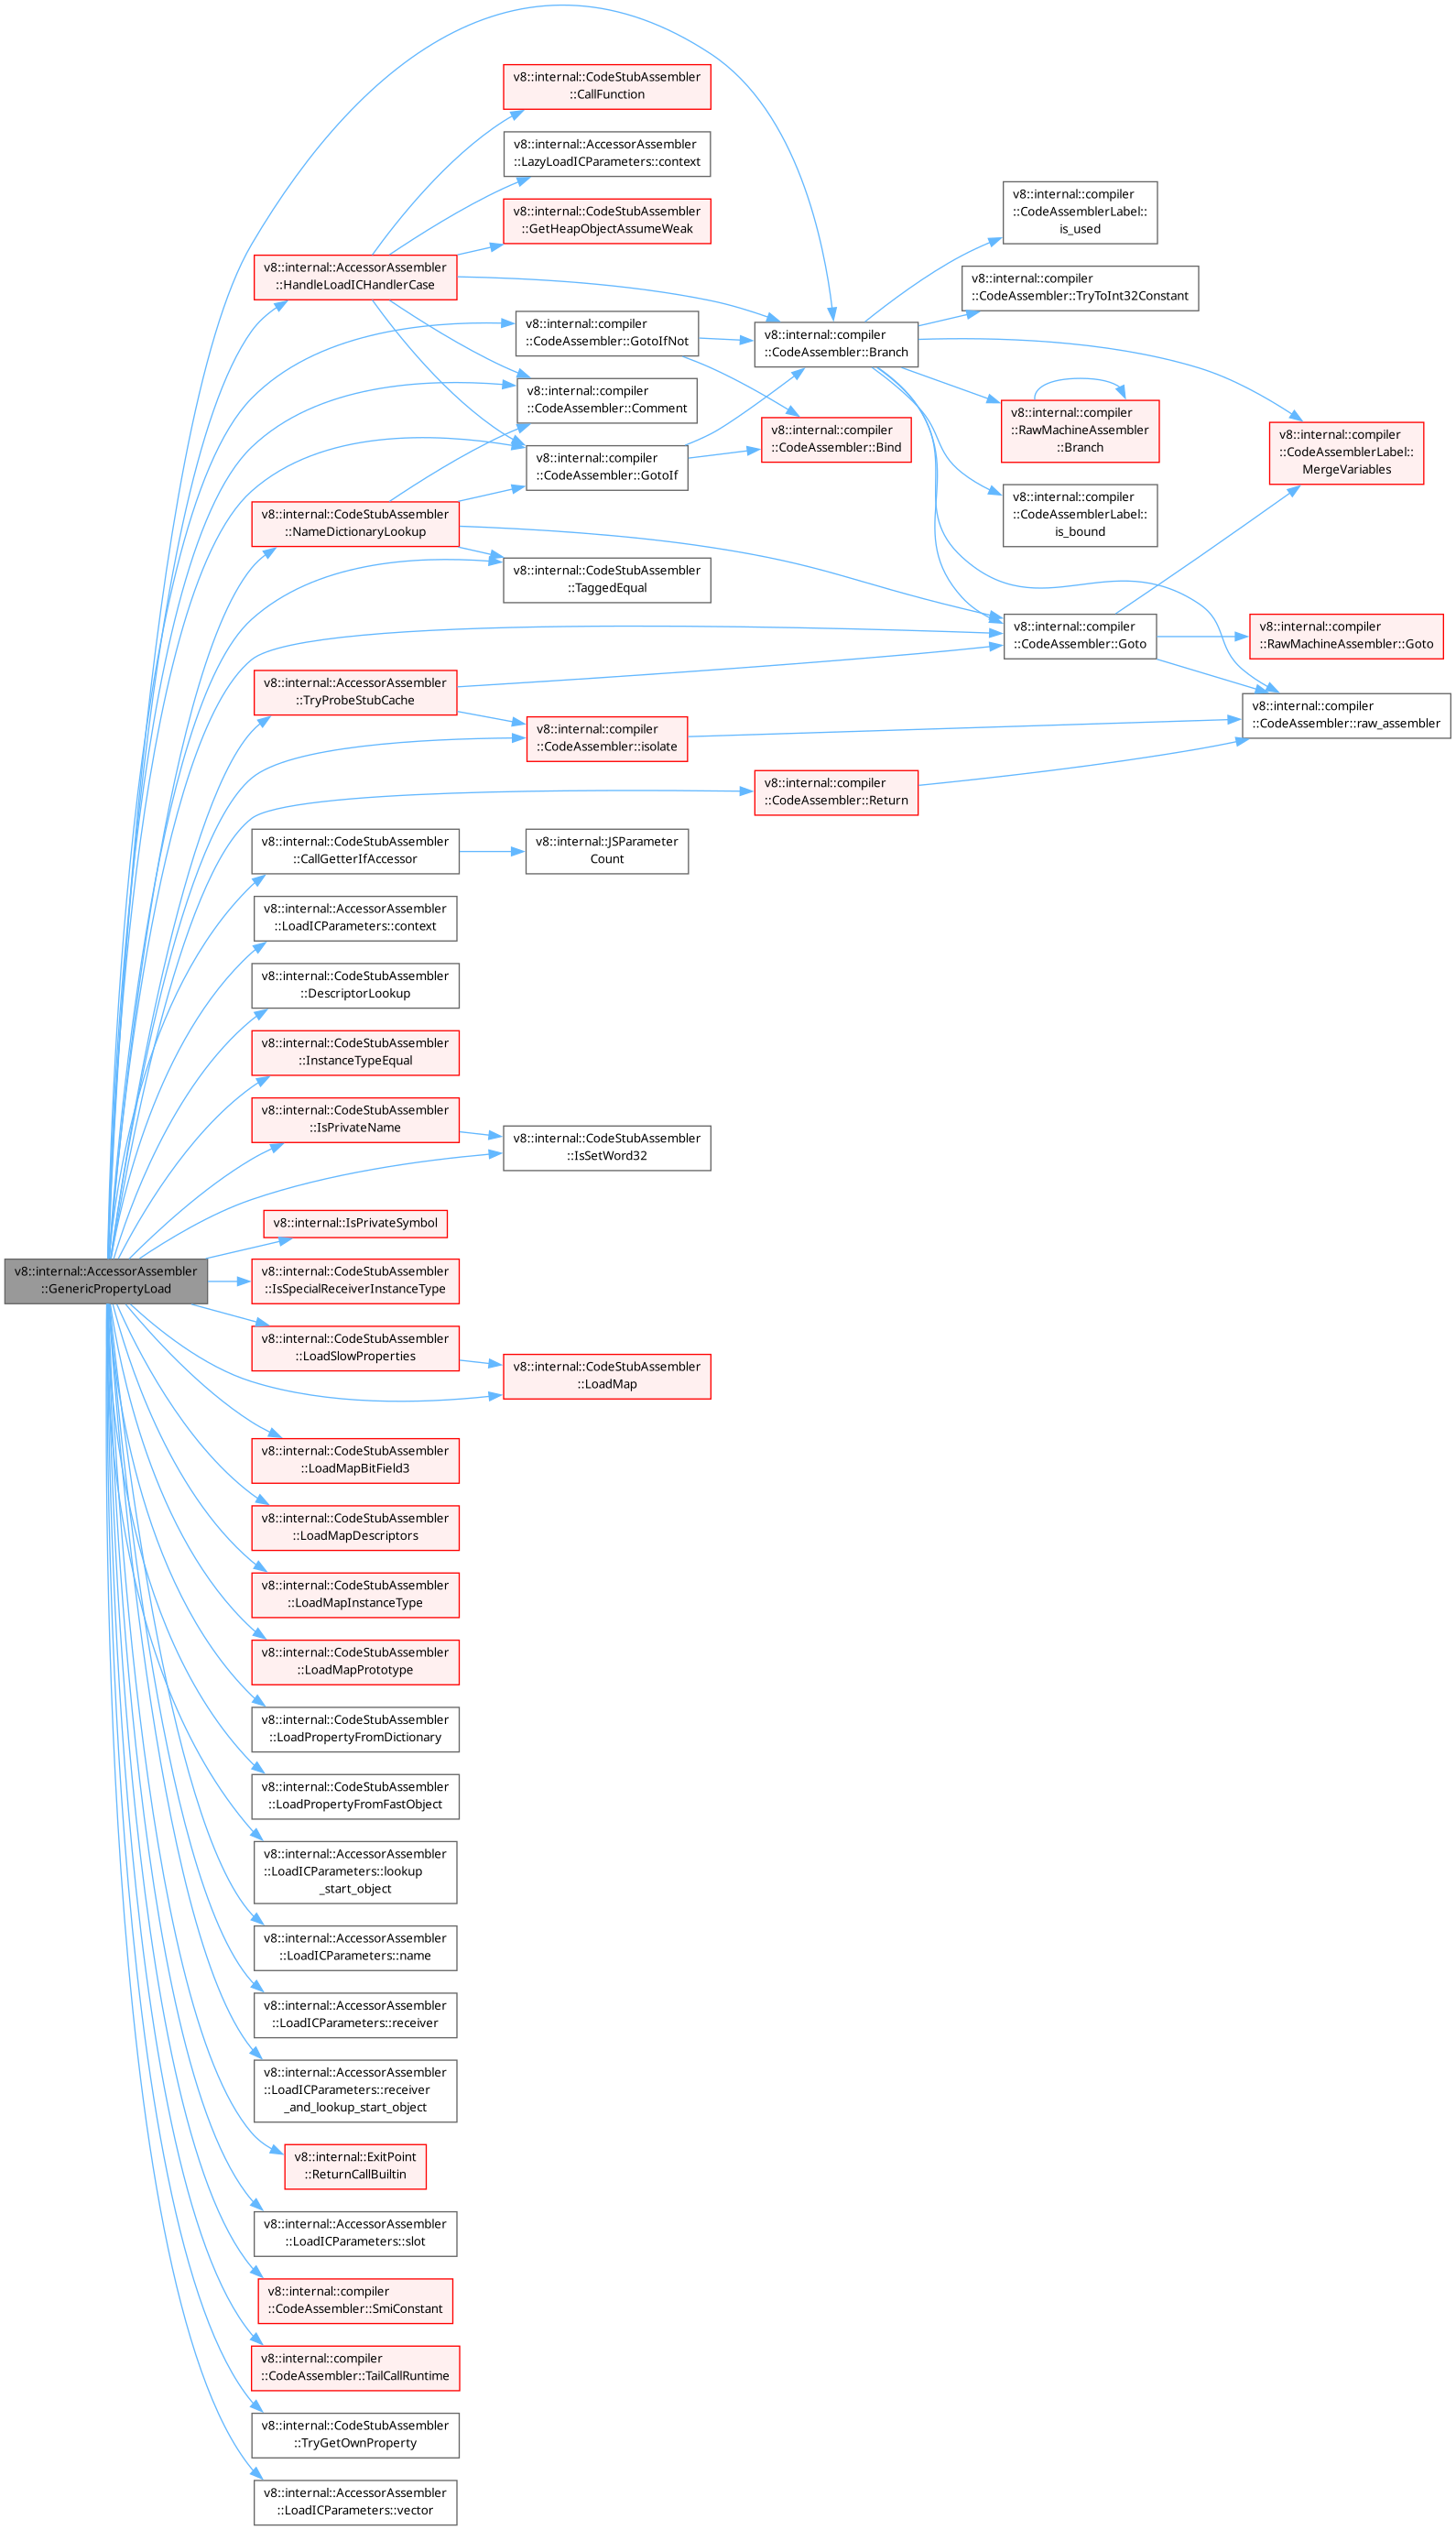 v8::internal::CodeStubAssembler
::CallFunction
v8::internal::AccessorAssembler
::LazyLoadICParameters::context
v8::internal::CodeStubAssembler
::GetHeapObjectAssumeWeak
v8::internal::AccessorAssembler
::HandleLoadICHandlerCase
v8::internal::compiler
::CodeAssembler::GotoIfNot
v8::internal::compiler
::CodeAssembler::Comment
v8::internal::compiler
::CodeAssembler::GotoIf
v8::internal::compiler
::CodeAssembler::Branch
v8::internal::compiler
::CodeAssembler::Bind
v8::internal::compiler
::CodeAssemblerLabel::
is_used
v8::internal::compiler
::CodeAssembler::TryToInt32Constant
v8::internal::compiler
::RawMachineAssembler
::Branch
v8::internal::compiler
::CodeAssemblerLabel::
MergeVariables
v8::internal::compiler
::CodeAssemblerLabel::
is_bound
v8::internal::CodeStubAssembler
::NameDictionaryLookup
v8::internal::CodeStubAssembler
::TaggedEqual
v8::internal::compiler
::CodeAssembler::Goto
v8::internal::compiler
::RawMachineAssembler::Goto
v8::internal::AccessorAssembler
::TryProbeStubCache
v8::internal::compiler
::CodeAssembler::isolate
v8::internal::compiler
::CodeAssembler::raw_assembler
v8::internal::compiler
::CodeAssembler::Return
v8::internal::CodeStubAssembler
::CallGetterIfAccessor
v8::internal::JSParameter
Count
v8::internal::AccessorAssembler
::LoadICParameters::context
v8::internal::CodeStubAssembler
::DescriptorLookup
v8::internal::CodeStubAssembler
::InstanceTypeEqual
v8::internal::CodeStubAssembler
::IsPrivateName
v8::internal::CodeStubAssembler
::IsSetWord32
v8::internal::IsPrivateSymbol
v8::internal::AccessorAssembler
::GenericPropertyLoad
v8::internal::CodeStubAssembler
::IsSpecialReceiverInstanceType
v8::internal::CodeStubAssembler
::LoadSlowProperties
v8::internal::CodeStubAssembler
::LoadMap
v8::internal::CodeStubAssembler
::LoadMapBitField3
v8::internal::CodeStubAssembler
::LoadMapDescriptors
v8::internal::CodeStubAssembler
::LoadMapInstanceType
v8::internal::CodeStubAssembler
::LoadMapPrototype
v8::internal::CodeStubAssembler
::LoadPropertyFromDictionary
v8::internal::CodeStubAssembler
::LoadPropertyFromFastObject
v8::internal::AccessorAssembler
::LoadICParameters::lookup
_start_object
v8::internal::AccessorAssembler
::LoadICParameters::name
v8::internal::AccessorAssembler
::LoadICParameters::receiver
v8::internal::AccessorAssembler
::LoadICParameters::receiver
_and_lookup_start_object
v8::internal::ExitPoint
::ReturnCallBuiltin
v8::internal::AccessorAssembler
::LoadICParameters::slot
v8::internal::compiler
::CodeAssembler::SmiConstant
v8::internal::compiler
::CodeAssembler::TailCallRuntime
v8::internal::CodeStubAssembler
::TryGetOwnProperty
v8::internal::AccessorAssembler
::LoadICParameters::vector